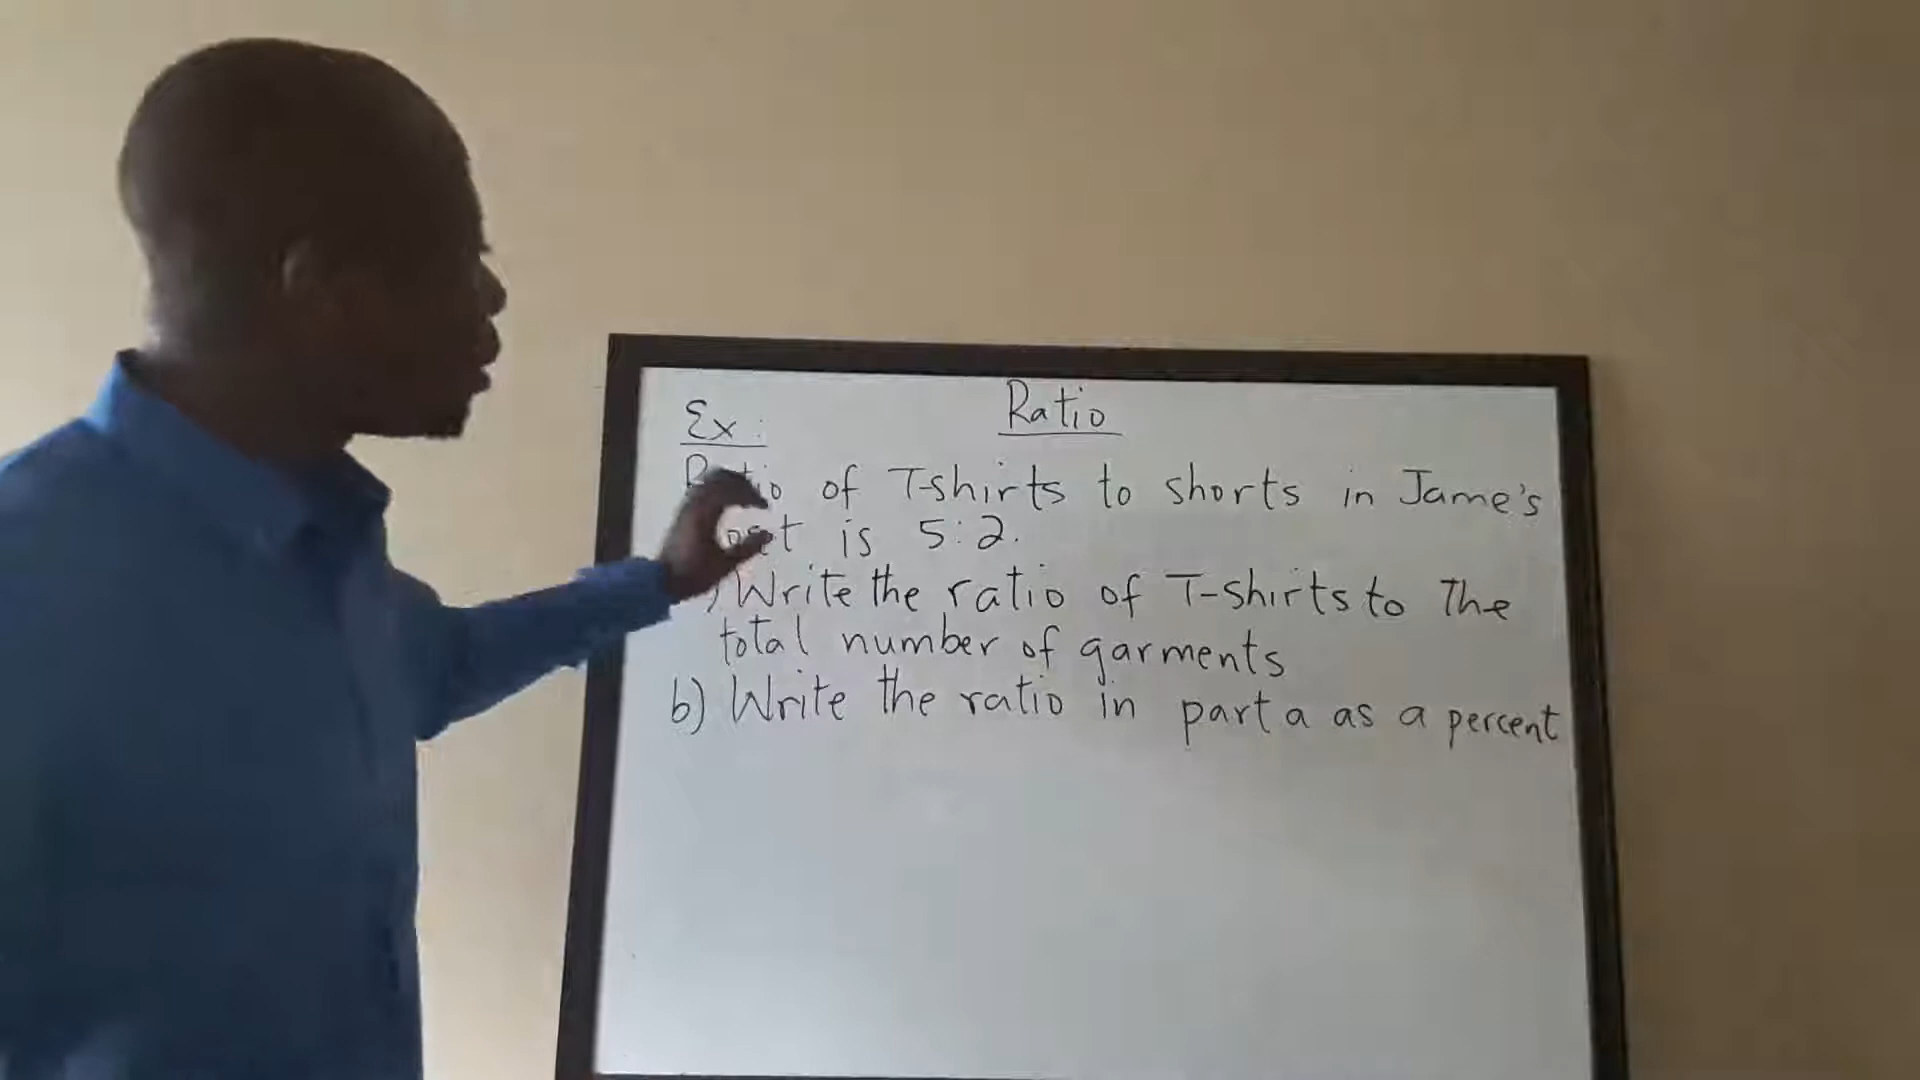 Ratio
Ex:
Ratio of T-shirts to shorts in Jame's
is 5:2.
Write the ratio of T-shirts to The
total number of garments
b) Write the ratio in part a as a percent